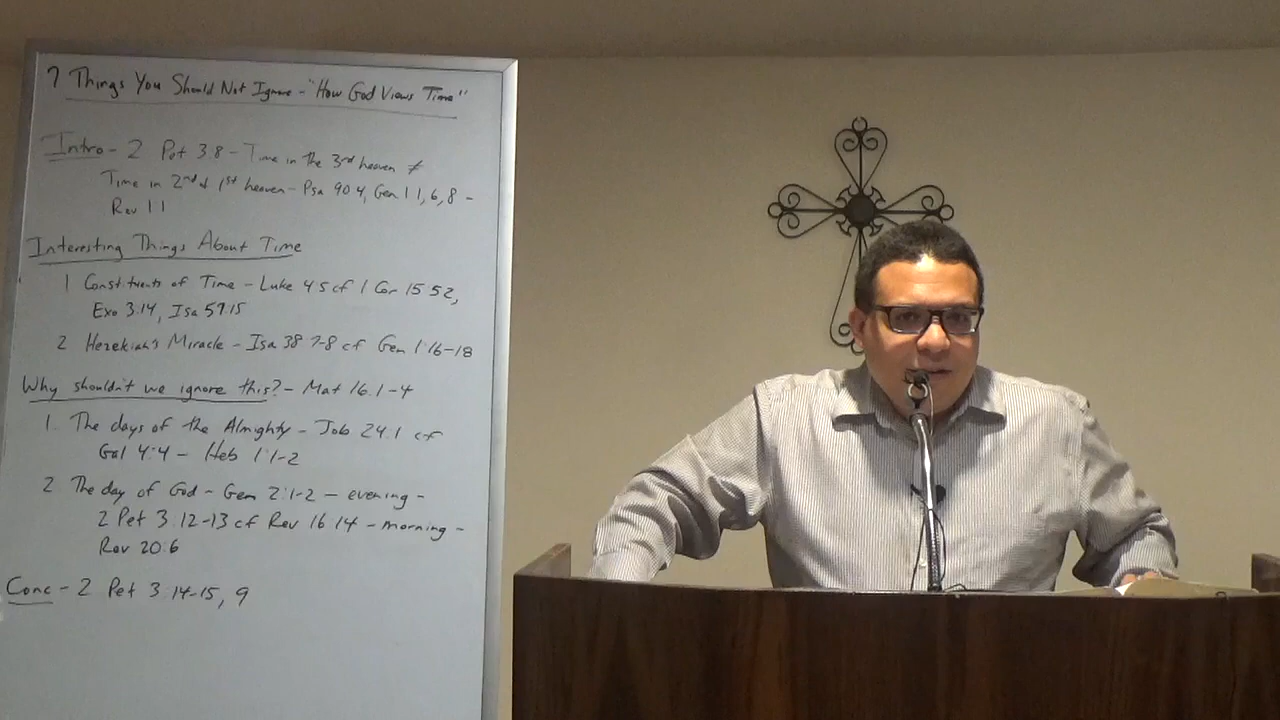 7 Things You Should Not Ignore - "How God Views Time"
Intro - 2 Pet 3 8 - Time in the 3rd heaven ≠
Time in 2nd & 1st heaven - Psa 90 4, Gen 1 1, 6, 8 -
Rev 1 1
Interesting Things About Time
1 Constituents of Time - Luke 4 5 cf 1 Cor 15 52,
Exo 3.14, Isa 57.15
2 Hezekiah's Miracle - Isa 38 7-8 cf Gen 1:16-18
Why shouldn't we ignore this? - Mat 16.1-4
1. The days of the Almighty - Job 24.1 cf
Gal 4:4 - Heb 1:1-2
2 The day of God - Gen 2:1-2 - evening -
2 Pet 3.12-13 cf Rev 16 14 - morning -
Rev 20:6
Conc - 2 Pet 3.14-15, 9